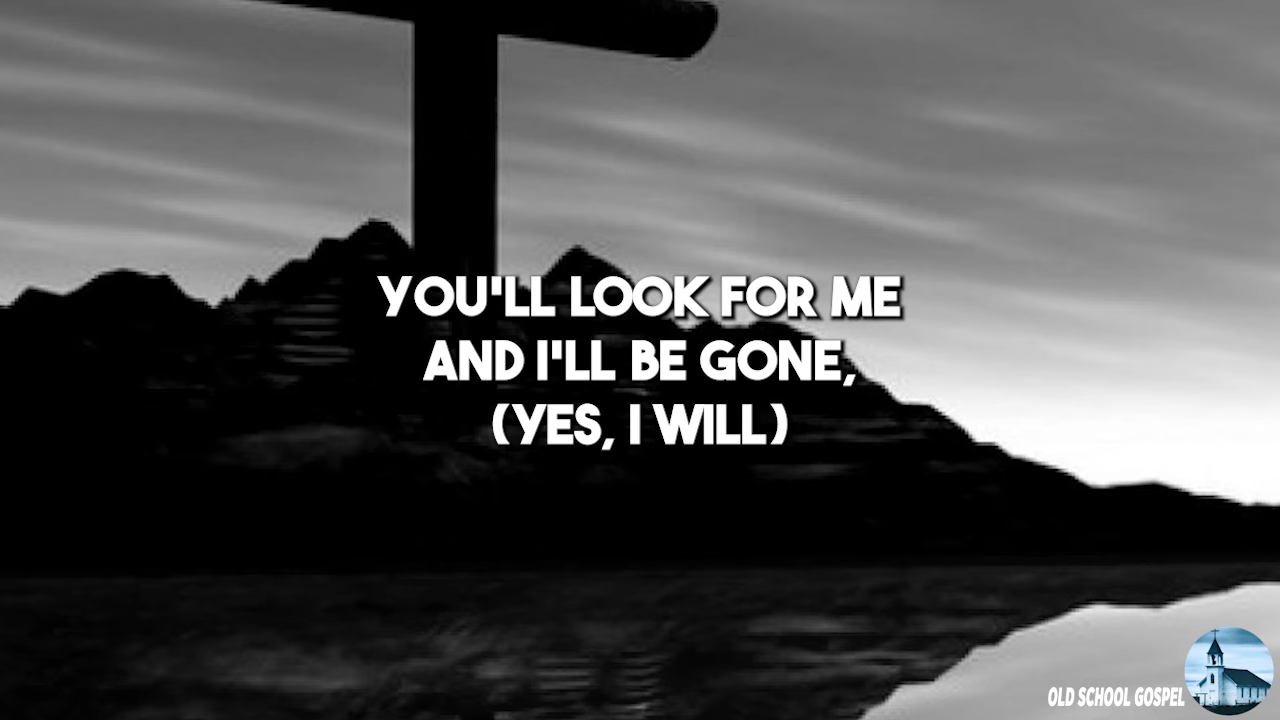 YOU'LL LOOK FOR ME
AND I'LL BE GONE,
(YES, I WILL)
OLD SCHOOL GOSPEL